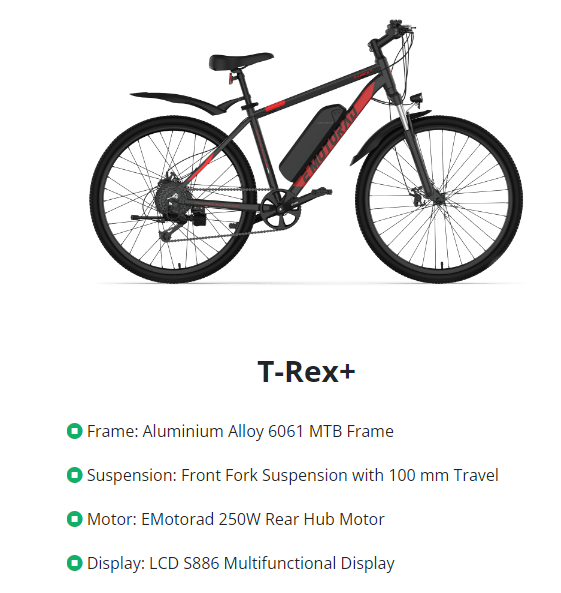 EMOTORAD
T-Rex+
Frame: Aluminium Alloy 6061 MTB Frame
Suspension: Front Fork Suspension with 100 mm Travel
Motor: EMotorad 250W Rear Hub Motor
Display: LCD S886 Multifunctional Display